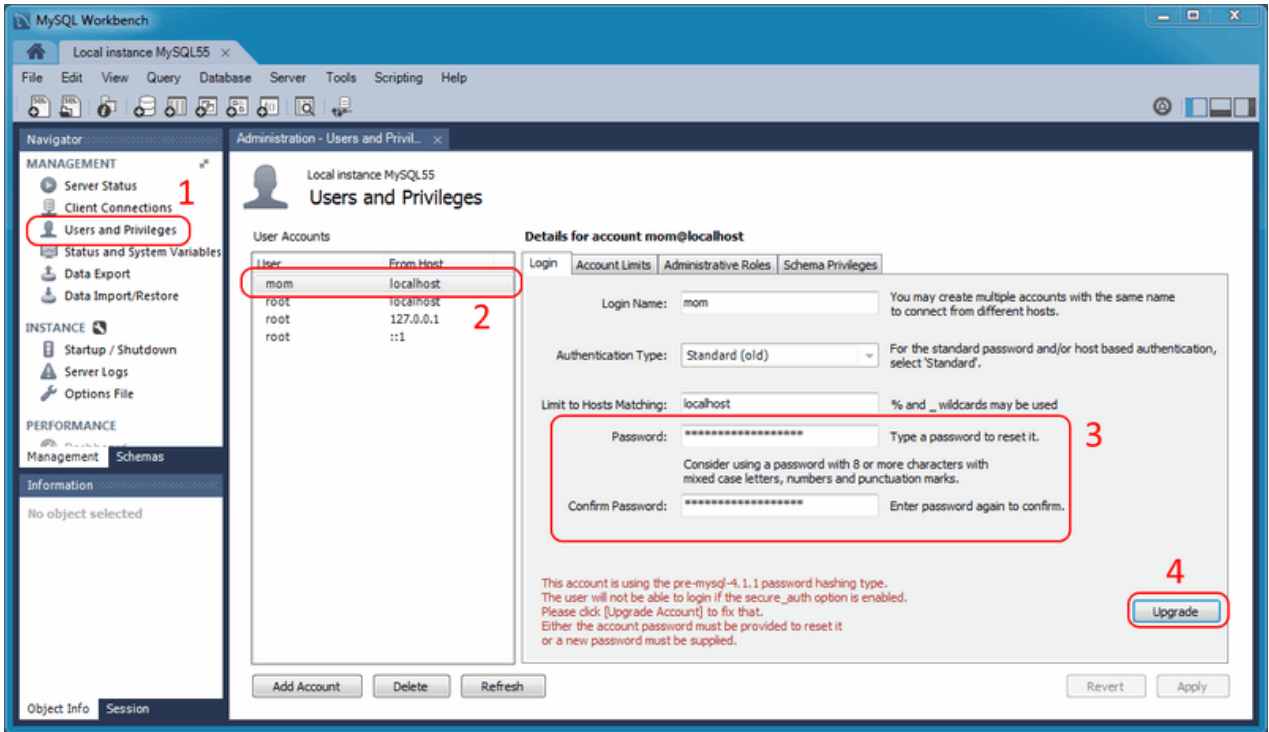 MySQL Workbench
Local instance MySQL55
File Edit View Query Database Server Tools Scripting Help
Navigator
MANAGEMENT
Server Status
1
Client Connections
Users and Privileges
Status and System Variables
Data Export
Data Import/Restore
INSTANCE
Startup / Shutdown
Server Logs
Options File
PERFORMANCE
Dashboard
Management Schemas
Information
No object selected
Object Info Session
Administration - Users and Privil...
Local instance MySQL55
Users and Privileges
User Accounts
User From Host
mom localhost
root localhost
root 127.0.0.1
root ::1
2
Add Account Delete Refresh
Details for account mom@localhost
Login Account Limits Administrative Roles Schema Privileges
Login Name: mom
You may create multiple accounts with the same name
to connect from different hosts.
Authentication Type: Standard (old)
For the standard password and/or host based authentication,
select 'Standard'.
Limit to Hosts Matching: localhost % and _ wildcards may be used
Password: ****************** Type a password to reset it.
3
Consider using a password with 8 or more characters with
mixed case letters, numbers and punctuation marks.
Confirm Password: ****************** Enter password again to confirm.
This account is using the pre-mysql-4.1.1 password hashing type.
The user will not be able to login if the secure_auth option is enabled.
Please click [Upgrade Account] to fix that.
Either the account password must be provided to reset it
or a new password must be supplied.
4
Upgrade
Revert Apply